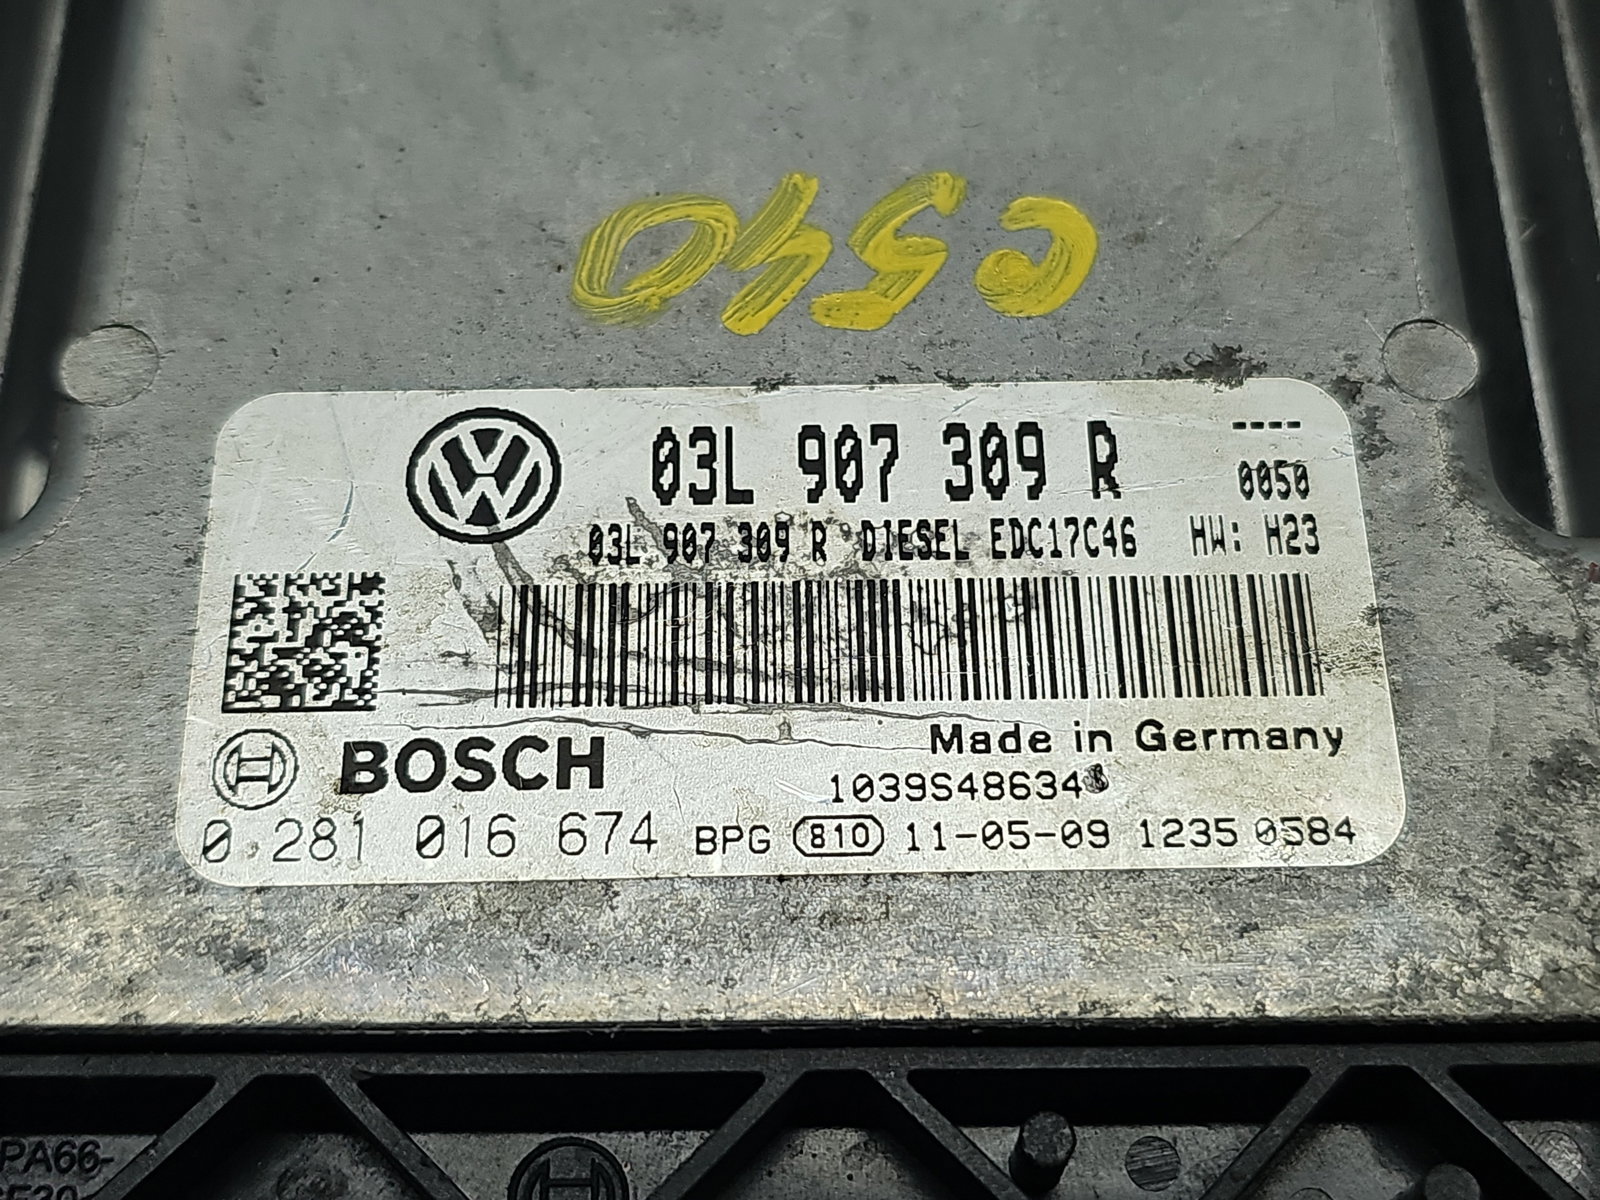 C540
03L 907 309 R ----
0050
03L 907 309 R DIESEL EDC17C46 HW: H23
Made in Germany
BOSCH
1039S48634
0 281 016 674 BPG 810 11-05-09 1235 0584
PA66-